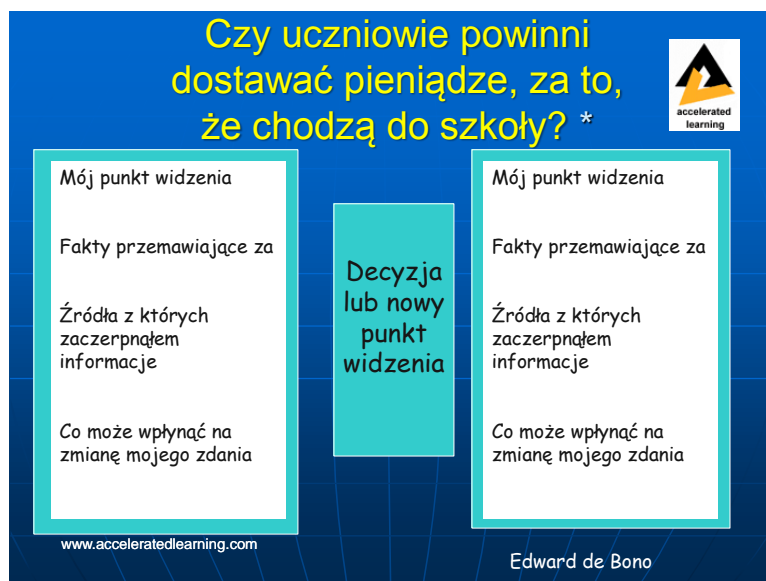 Czy uczniowie powinni
dostawać pieniądze, za to,
że chodzą do szkoły? *
accelerated
learning
Mój punkt widzenia
Fakty przemawiające za
Źródła z których
zaczerpnąłem
informacje
Co może wpłynąć na
zmianę mojego zdania
Decyzja
lub nowy
punkt
widzenia
Mój punkt widzenia
Fakty przemawiające za
Źródła z których
zaczerpnąłem
informacje
Co może wpłynąć na
zmianę mojego zdania
www.acceleratedlearning.com
Edward de Bono